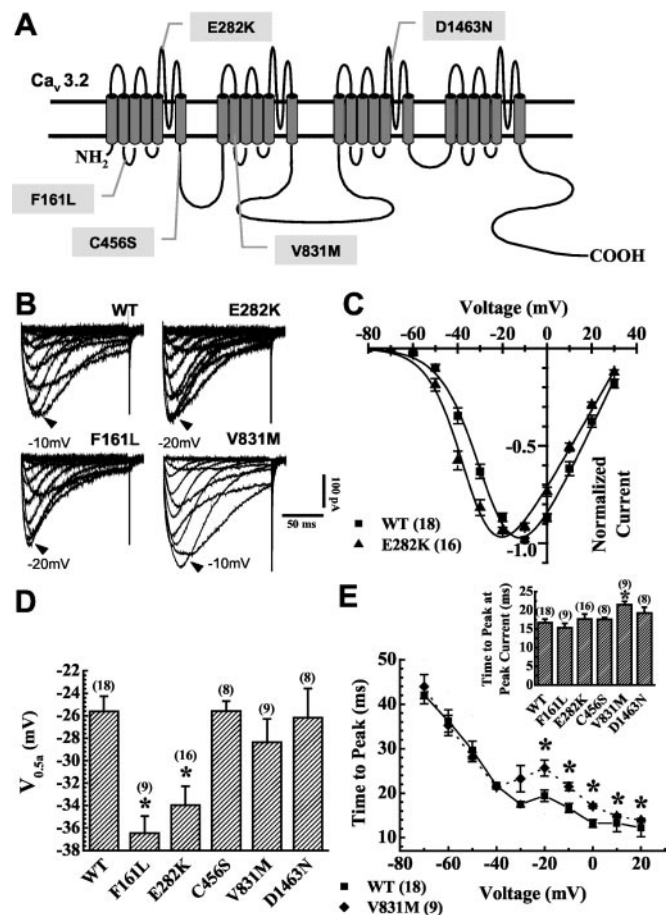 A
E282K
D1463N
Cav 3.2
NH2
F161L
C456S
V831M
COOH
B
WT
E282K
-10mV
-20mV
F161L
V831M
-20mV
-10mV
100 pA
50 ms
C
Voltage (mV)
-80 -60 -40 -20 0 20 40
-0.5
-1.0
Normalized
Current
WT (18)
E282K (16)
D
V0.5a (mV)
-22
-24
-26
-28
-30
-32
-34
-36
-38
(18)
(9)
*
(16)
*
(8)
(9)
(8)
WT
F161L
E282K
C456S
V831M
D1463N
E
Time to Peak at
Peak Current (ms)
25
20
15
10
5
0
(18)
(9)
(16)
(8)
(9)
*
(8)
WT
F161L
E282K
C456S
V831M
D1463N
Time to Peak (ms)
50
40
30
20
10
* * * * *
-80 -60 -40 -20 0 20
Voltage (mV)
WT (18)
V831M (9)